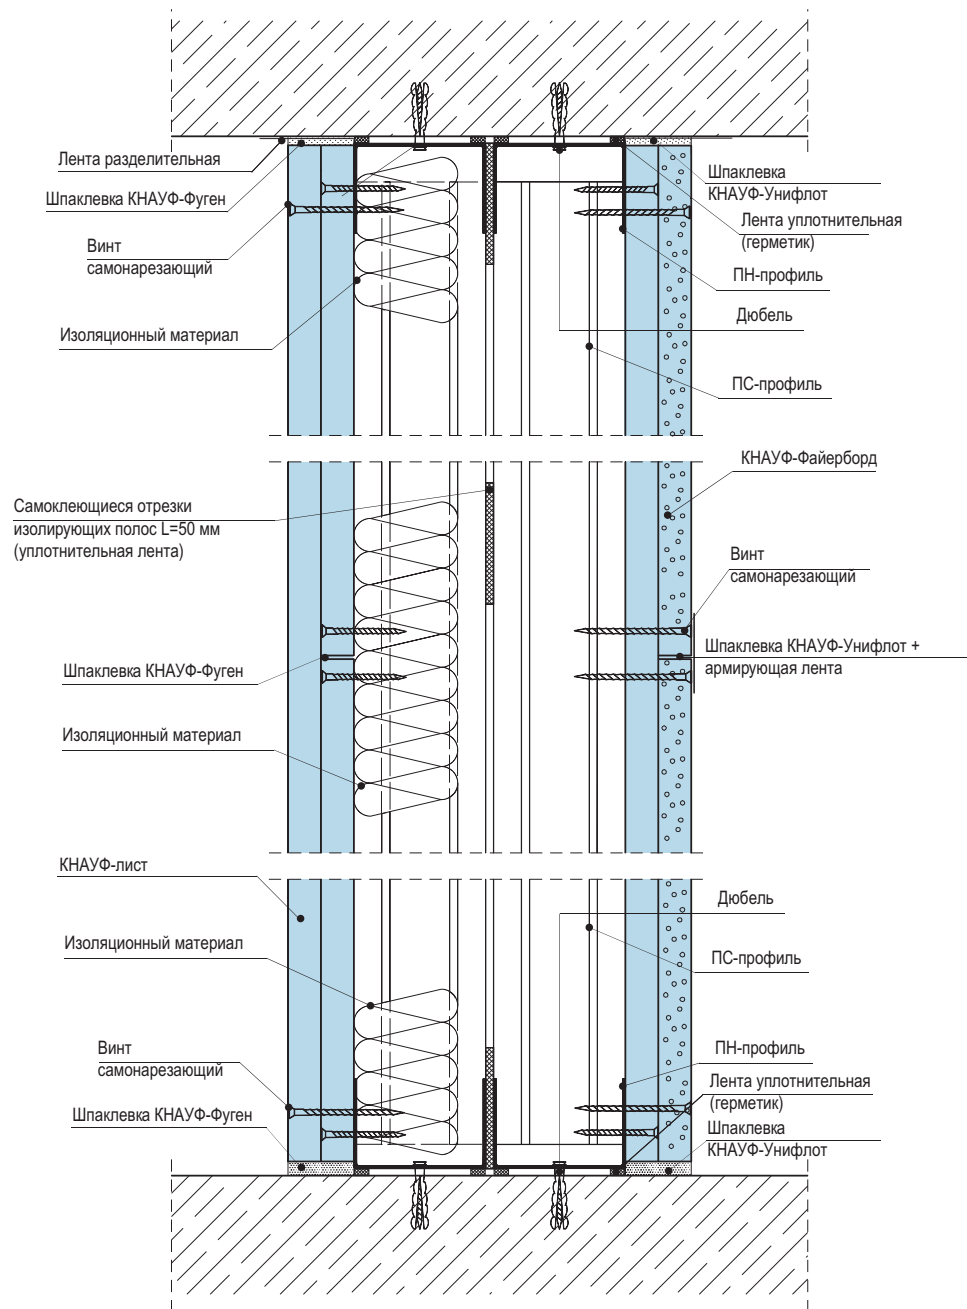 Лента разделительная
Шпаклевка КНАУФ-Фуген
Винт
самонарезающий
Изоляционный материал
Самоклеющиеся отрезки
изолирующих полос L=50 мм
(уплотнительная лента)
Шпаклевка КНАУФ-Фуген
Изоляционный материал
КНАУФ-лист
Изоляционный материал
Винт
самонарезающий
Шпаклевка КНАУФ-Фуген
Шпаклевка
КНАУФ-Унифлот
Лента уплотнительная
(герметик)
ПН-профиль
Дюбель
ПС-профиль
КНАУФ-Файерборд
Винт
самонарезающий
Шпаклевка КНАУФ-Унифлот +
армирующая лента
Дюбель
ПС-профиль
ПН-профиль
Лента уплотнительная
(герметик)
Шпаклевка
КНАУФ-Унифлот